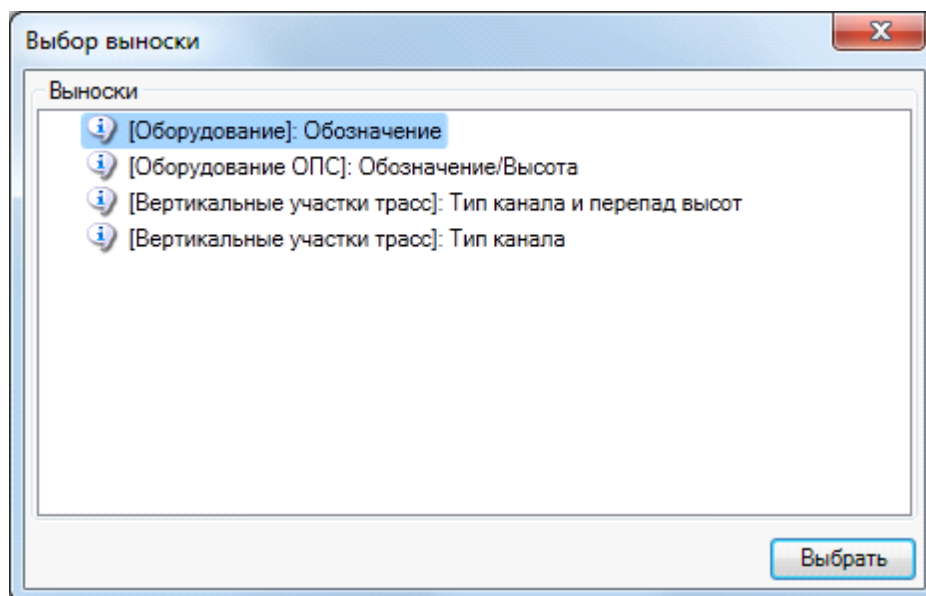 Выбор выноски
Выноски
[Оборудование]: Обозначение
[Оборудование ОПС]: Обозначение/Высота
[Вертикальные участки трасс]: Тип канала и перепад высот
[Вертикальные участки трасс]: Тип канала
Выбрать